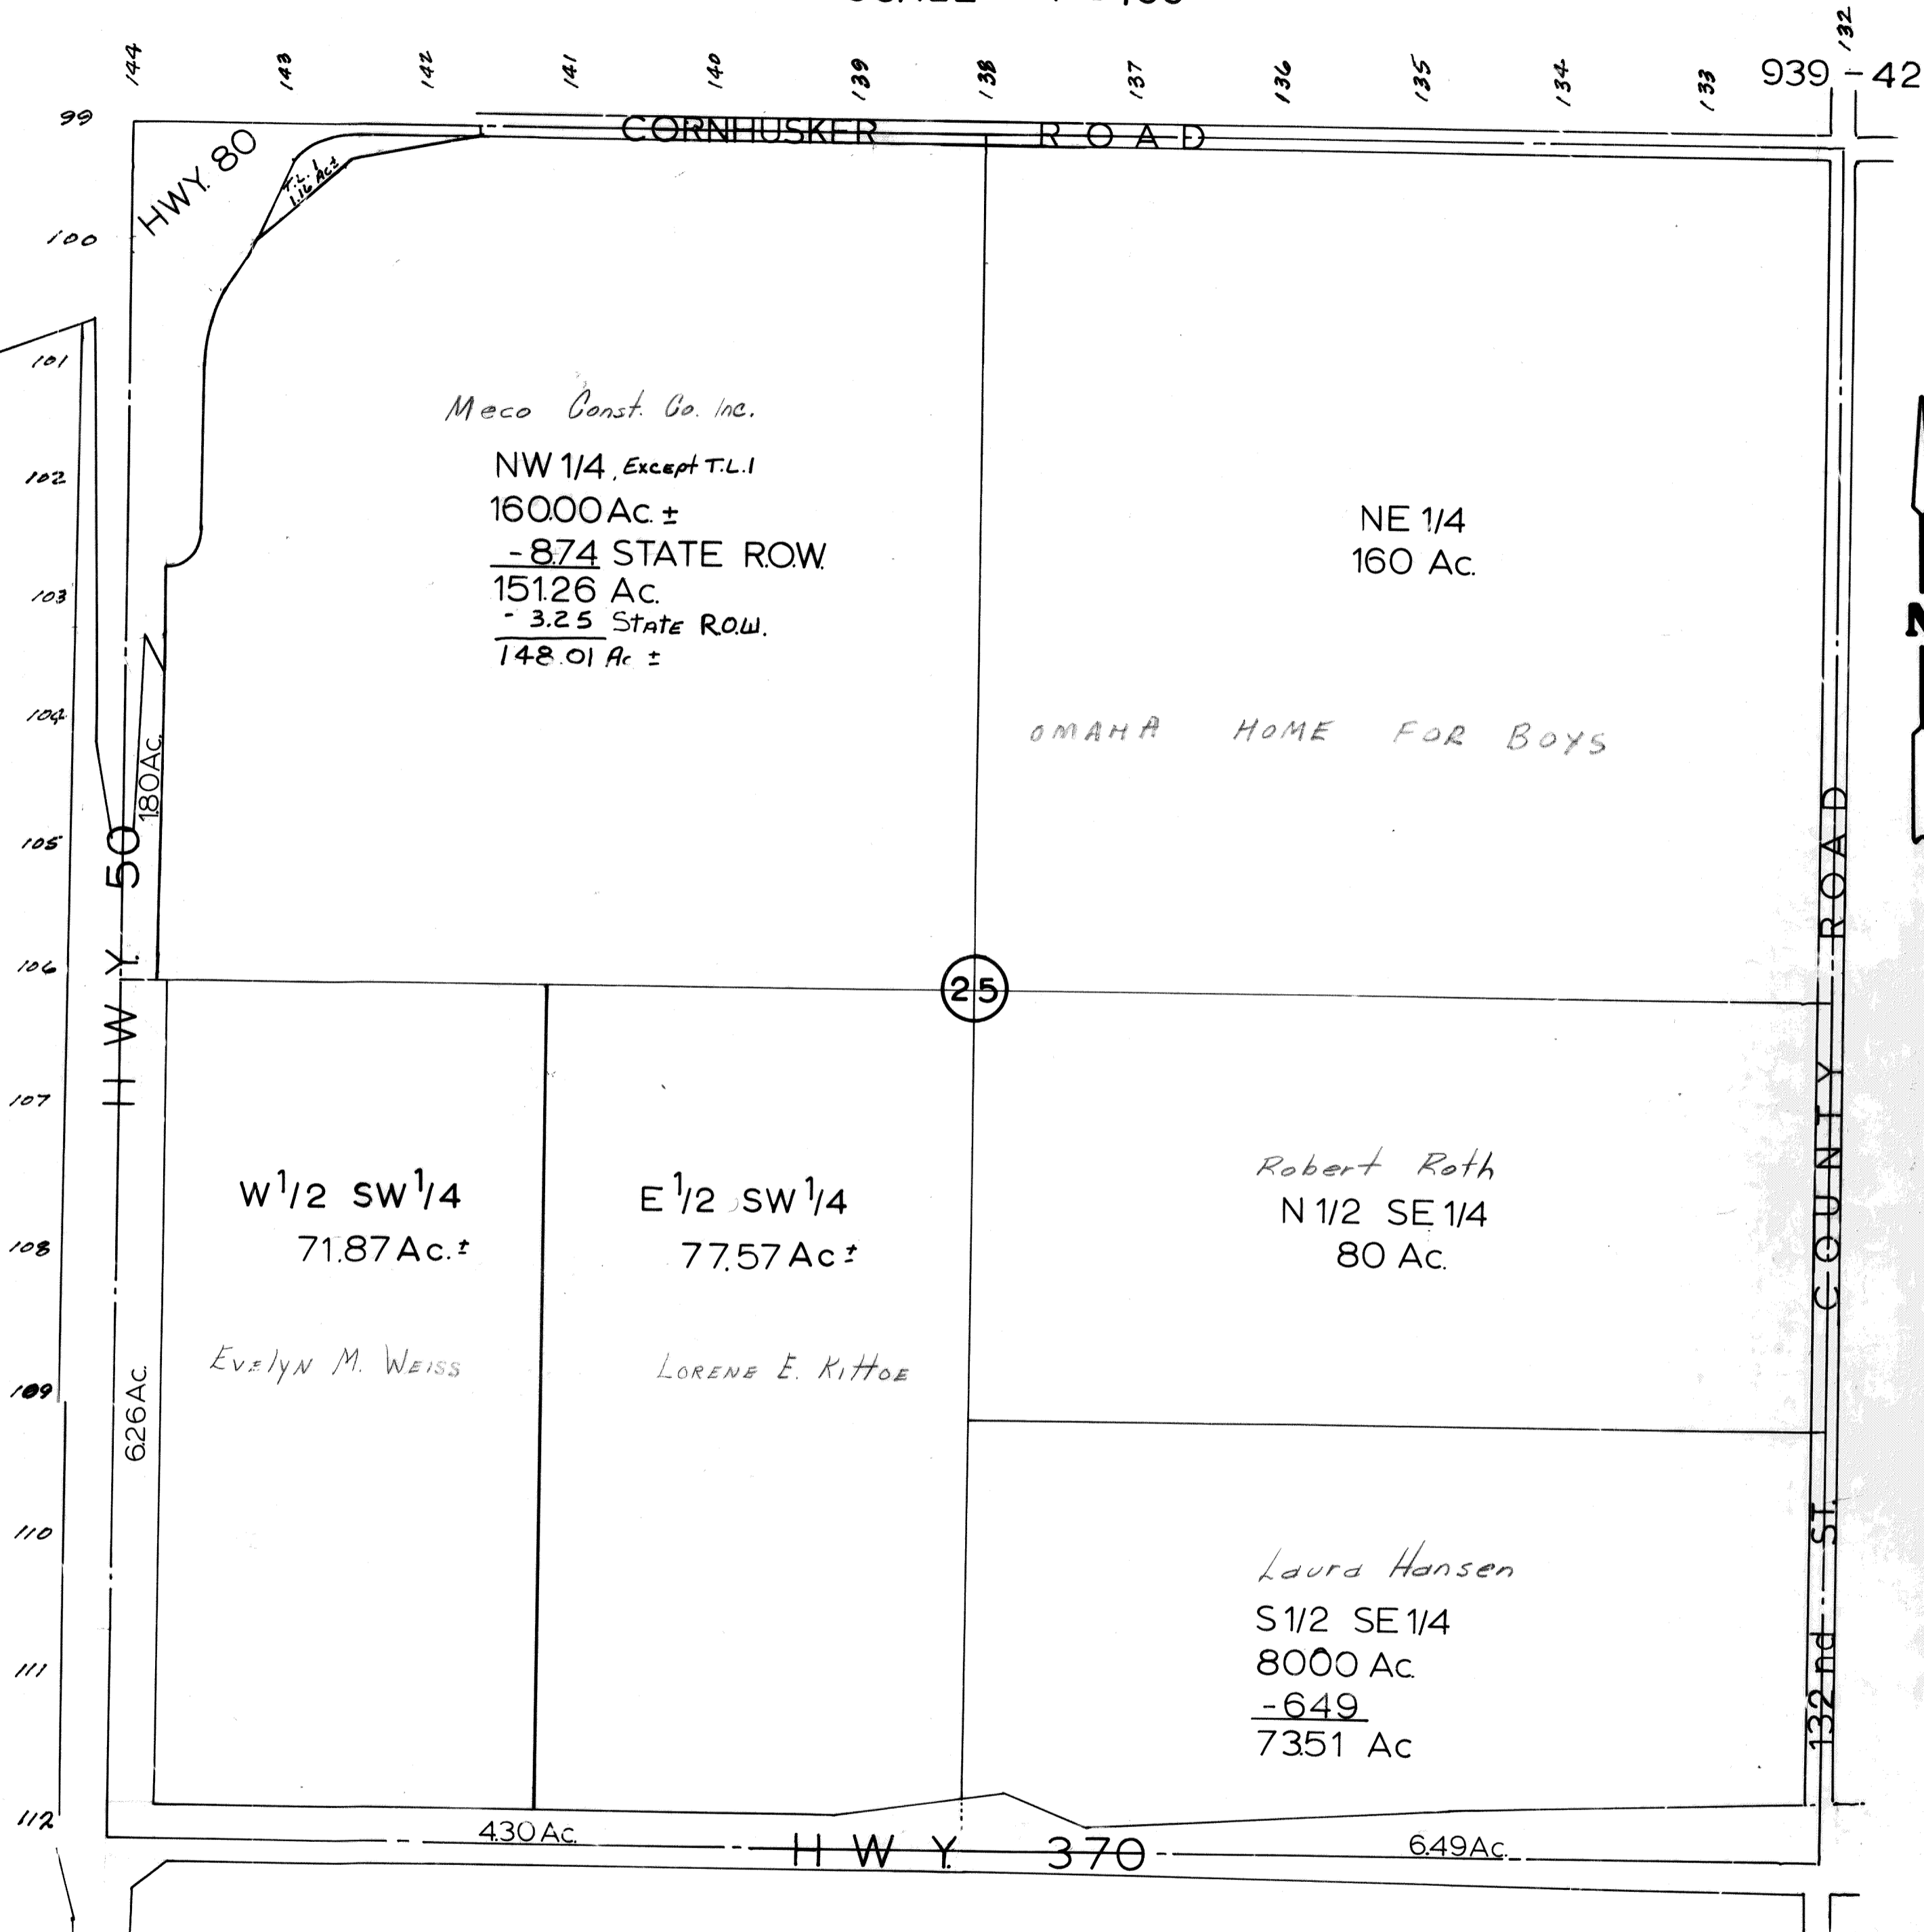 144
143
142
141
140
139
138
137
136
135
134
133
132
939-42
99
100
101
102
103
104
105
106
107
108
109
110
111
112
CORNHUSKER ROAD
HWY. 80
T.L. 1
1.16 Ac±
Meco Const. Co. Inc.
NW 1/4, Except T.L.1
160.00 Ac. ±
-8.74 STATE R.O.W.
151.26 Ac.
- 3.25 STATE R.O.W.
148.01 Ac ±
NE 1/4
160 Ac.
OMAHA HOME FOR BOYS
1.80 Ac.
HWY. 50
25
N
W 1/2 SW 1/4
71.87 Ac.±
Evelyn M. Weiss
E 1/2 SW 1/4
77.57 Ac±
LORENE E. KITTOE
Robert Roth
N 1/2 SE 1/4
80 Ac.
6.26 Ac.
Laura Hansen
S 1/2 SE 1/4
80.00 Ac.
-6.49
73.51 Ac
132nd ST. COUNTY ROAD
4.30 Ac.
HWY. 370
6.49 Ac.